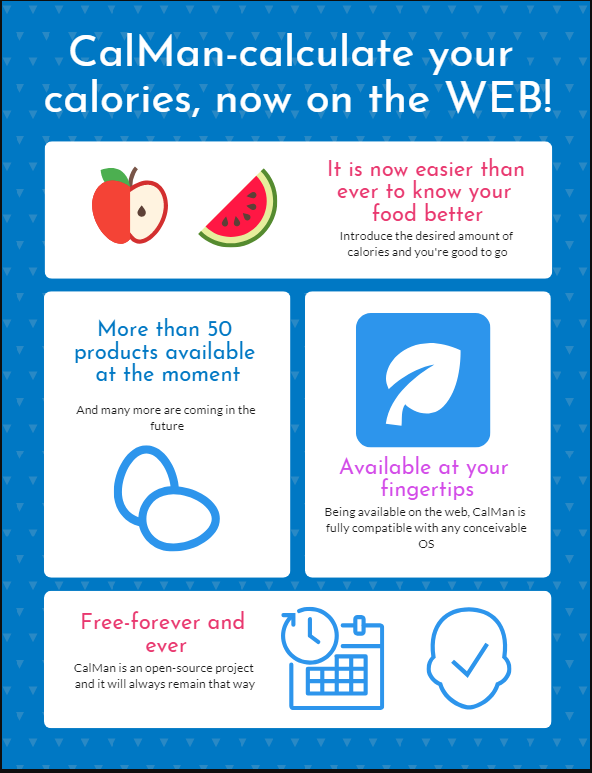 CalMan-calculate your
calories, now on the WEB!
It is now easier than
ever to know your
food better
Introduce the desired amount of
calories and you're good to go
More than 50
products available
at the moment
And many more are coming in the
future
Available at your
fingertips
Being available on the web, CalMan is
fully compatible with any conceivable
OS
Free-forever and
ever
CalMan is an open-source project
and it will always remain that way